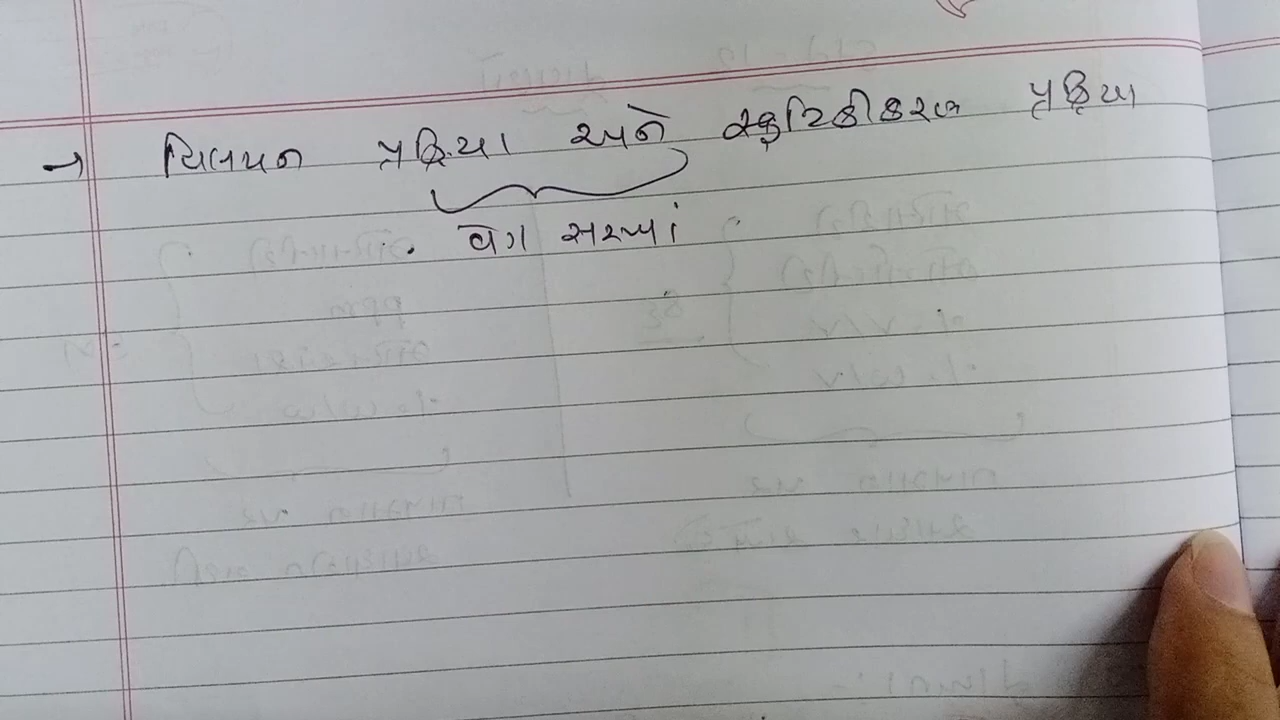 → વિલયન પ્રક્રિયા અને સ્ફટિકીકરણ પ્રક્રિયા
વેગ સરખાં